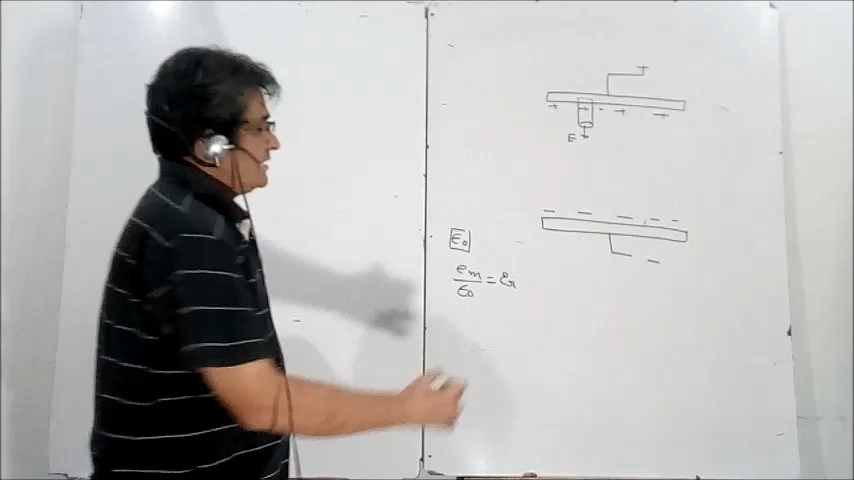 +
+ + - + +
E
— — — — -
— —
ϵ₀
ϵm/ϵ₀ = ϵr